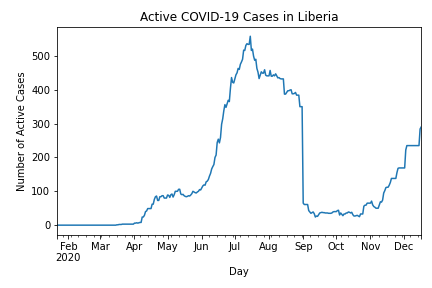 Active COVID-19 Cases in Liberia
Number of Active Cases
500
400
300
200
100
0
Feb Mar Apr May Jun Jul Aug Sep Oct Nov Dec
2020
Day